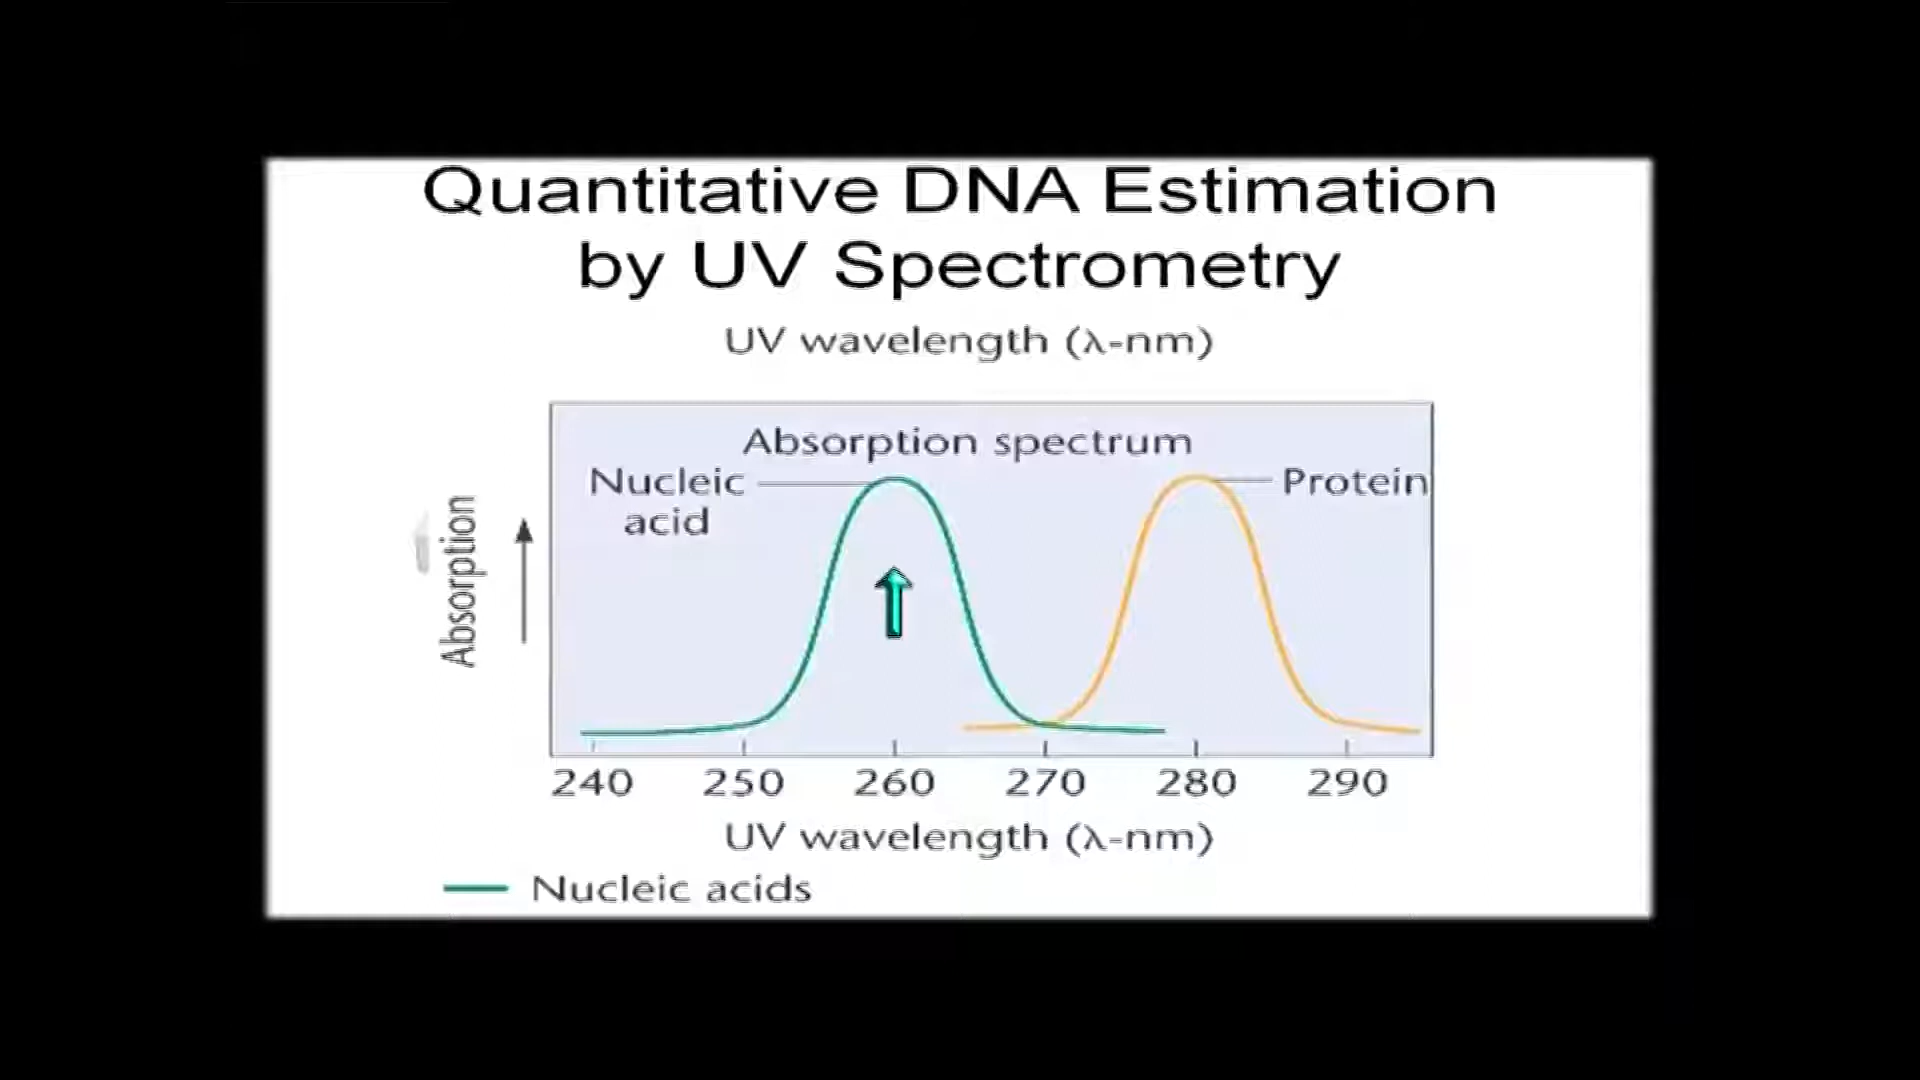 Quantitative DNA Estimation
by UV Spectrometry
UV wavelength (λ-nm)
Absorption spectrum
Nucleic
acid
Protein
Absorption
240 250 260 270 280 290
UV wavelength (λ-nm)
Nucleic acids